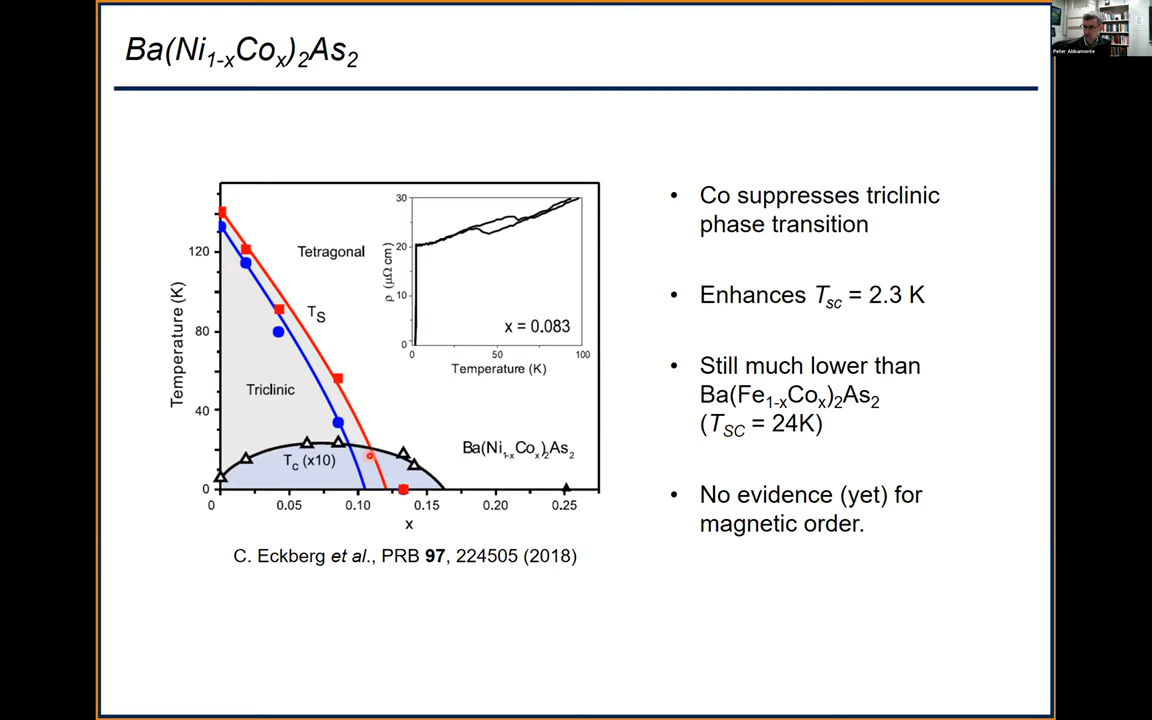 Ba(Ni1-xCox)2As2
Peter Abbamonte
Temperature (K)
120
80
40
0
0
0.05
0.10
0.15
0.20
0.25
x
Tetragonal
TS
Triclinic
Tc (x10)
Ba(Ni1-xCox)2As2
ρ (μΩ cm)
30
20
10
0
0
50
100
x = 0.083
Temperature (K)
C. Eckberg et al., PRB 97, 224505 (2018)
• Co suppresses triclinic
phase transition
• Enhances Tsc = 2.3 K
• Still much lower than
Ba(Fe1-xCox)2As2
(TSC = 24K)
• No evidence (yet) for
magnetic order.